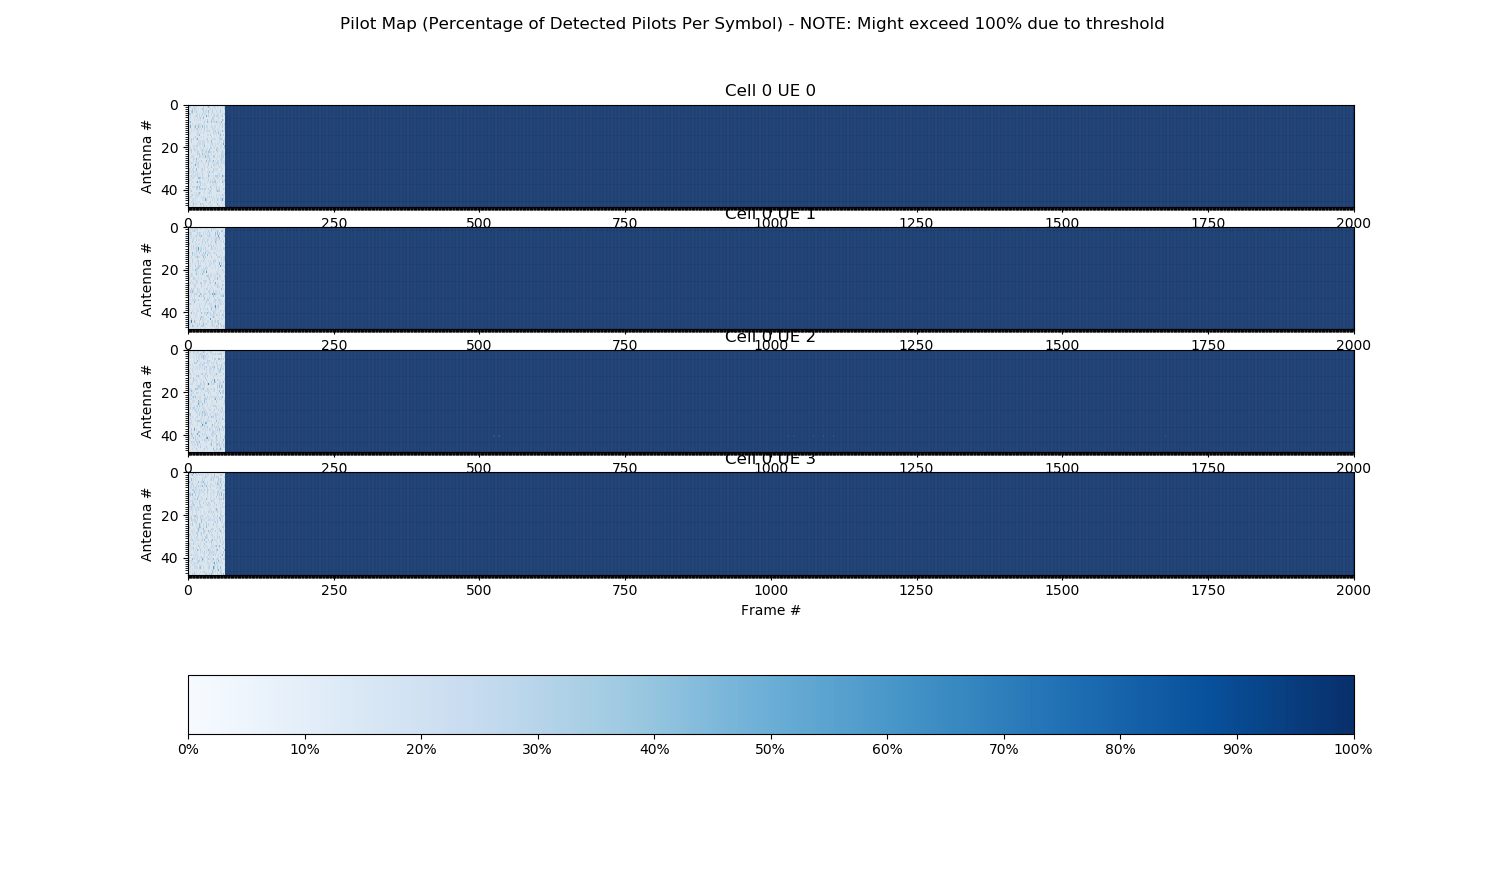 Pilot Map (Percentage of Detected Pilots Per Symbol) - NOTE: Might exceed 100% due to threshold
Cell 0 UE 0
Antenna #
0
20
40
0 250 500 750 1000 1250 1500 1750 2000
Cell 0 UE 1
Antenna #
0
20
40
0 250 500 750 1000 1250 1500 1750 2000
Cell 0 UE 2
Antenna #
0
20
40
0 250 500 750 1000 1250 1500 1750 2000
Cell 0 UE 3
Antenna #
0
20
40
0 250 500 750 1000 1250 1500 1750 2000
Frame #
0% 10% 20% 30% 40% 50% 60% 70% 80% 90% 100%